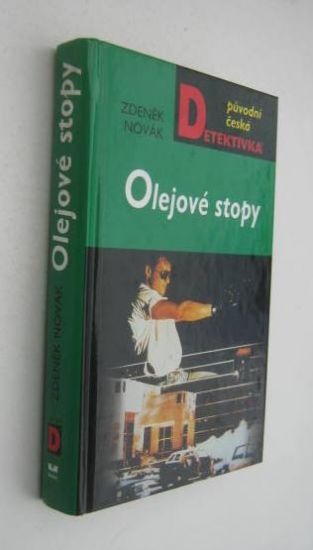 ZDENĚK
NOVÁK
původní
česká
DETEKTIVKA
Olejové stopy
Olejové stopy
ZDENĚK NOVÁK
D